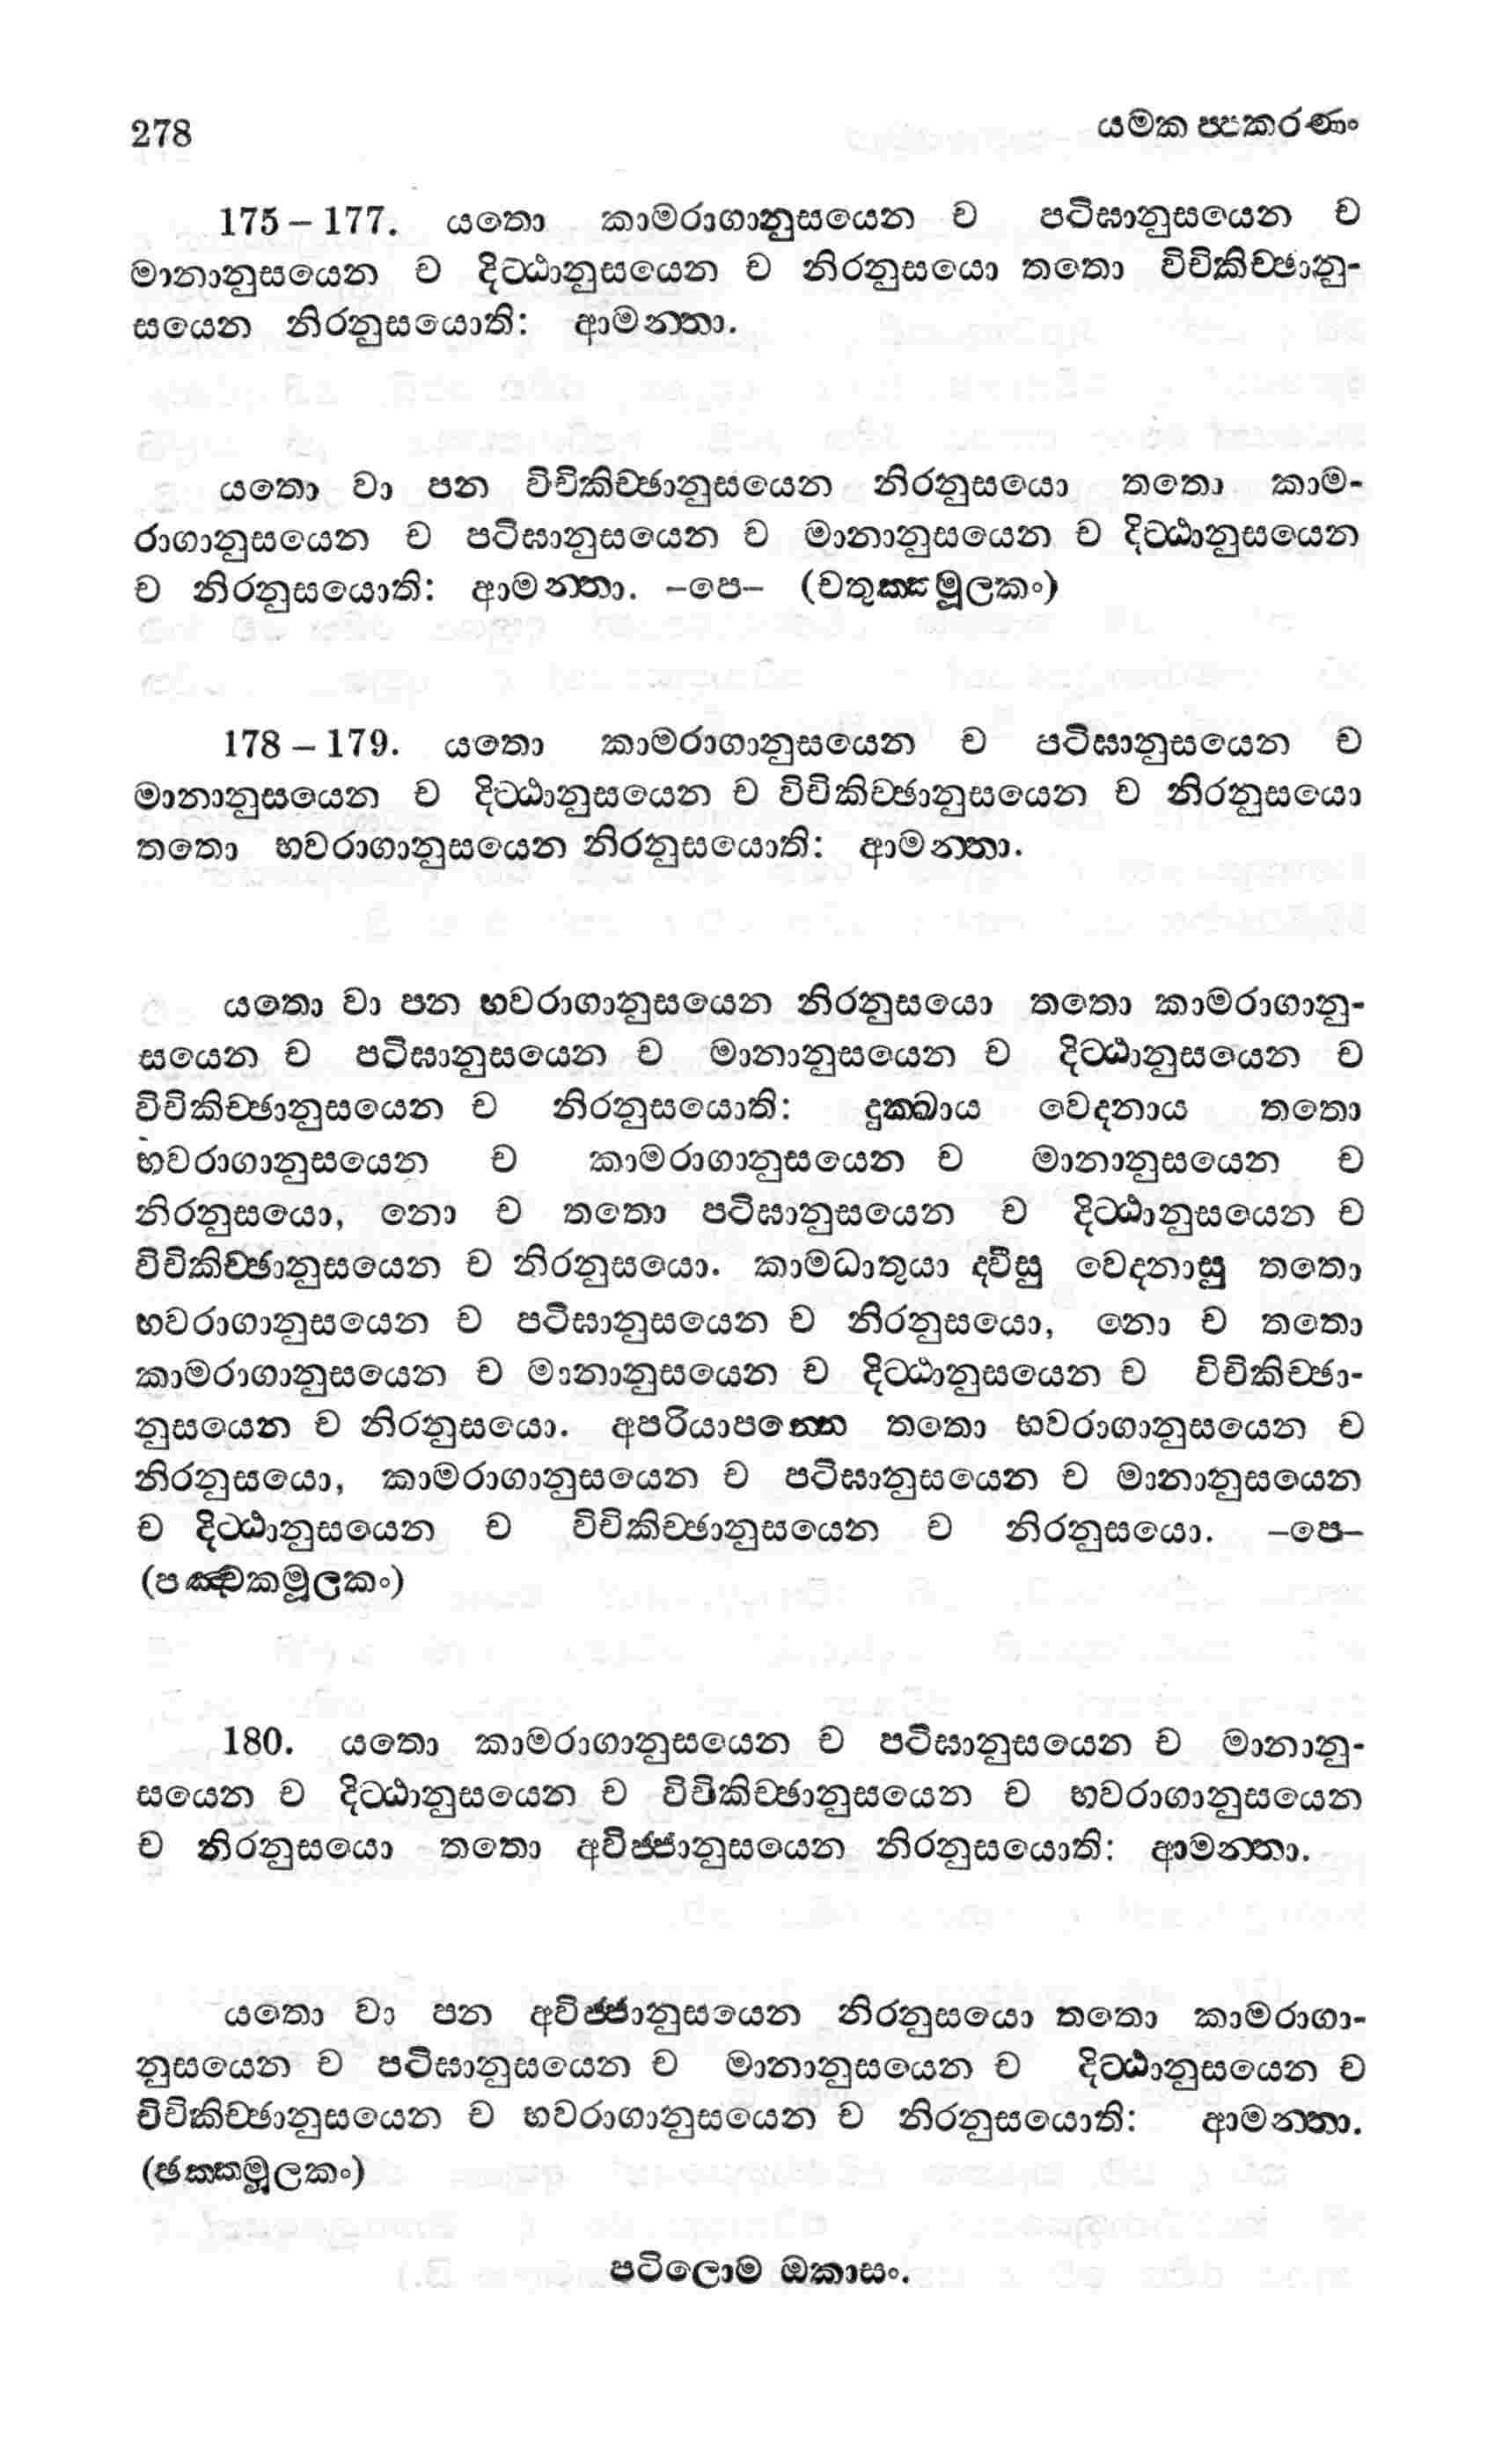 278
යමක පකරණං
175 – 177. යතො කාමරාගානුසයෙන ච පටිඝානුසයෙන ච
මානානුසයෙන ච දිට්ඨානුසයෙන ච නිරනුසයො තතො විචිකිච්ඡානු-
සයෙන නිරනුසයොති: ආමන්තා.
යතො වා පන විචිකිච්ඡානුසයෙන නිරනුසයො තතො කාම-
රාගානුසයෙන ච පටිඝානුසයෙන ච මානානුසයෙන ච දිට්ඨානුසයෙන
ච නිරනුසයොති: ආමන්තා. –පෙ– (චතුක්කමූලකං)
178 – 179. යතො කාමරාගානුසයෙන ච පටිඝානුසයෙන ච
මානානුසයෙන ච දිට්ඨානුසයෙන ච විචිකිච්ඡානුසයෙන ච නිරනුසයො
තතො භවරාගානුසයෙන නිරනුසයොති: ආමන්තා.
යතො වා පන භවරාගානුසයෙන නිරනුසයො තතො කාමරාගානු-
සයෙන ච පටිඝානුසයෙන ච මානානුසයෙන ච දිට්ඨානුසයෙන ච
විචිකිච්ඡානුසයෙන ච නිරනුසයොති: දුක්ඛාය වෙදනාය තතො
භවරාගානුසයෙන ච කාමරාගානුසයෙන ච මානානුසයෙන ච
නිරනුසයො, නො ච තතො පටිඝානුසයෙන ච දිට්ඨානුසයෙන ච
විචිකිච්ඡානුසයෙන ච නිරනුසයො. කාමධාතුයා ද්වීසු වෙදනාසු තතො
භවරාගානුසයෙන ච පටිඝානුසයෙන ච නිරනුසයො, නො ච තතො
කාමරාගානුසයෙන ච මානානුසයෙන ච දිට්ඨානුසයෙන ච විචිකිච්ඡා-
නුසයෙන ච නිරනුසයො. අපරියාපන්නෙ තතො භවරාගානුසයෙන ච
නිරනුසයො, කාමරාගානුසයෙන ච පටිඝානුසයෙන ච මානානුසයෙන
ච දිට්ඨානුසයෙන ච විචිකිච්ඡානුසයෙන ච නිරනුසයො. –පෙ–
(පඤ්චකමූලකං)
180. යතො කාමරාගානුසයෙන ච පටිඝානුසයෙන ච මානානු-
සයෙන ච දිට්ඨානුසයෙන ච විචිකිච්ඡානුසයෙන ච භවරාගානුසයෙන
ච නිරනුසයො තතො අවිජ්ජානුසයෙන නිරනුසයොති: ආමන්තා.
යතො වා පන අවිජ්ජානුසයෙන නිරනුසයො තතො කාමරාගා-
නුසයෙන ච පටිඝානුසයෙන ච මානානුසයෙන ච දිට්ඨානුසයෙන ච
විචිකිච්ඡානුසයෙන ච භවරාගානුසයෙන ච නිරනුසයොති: ආමන්තා.
(ඡක්කමූලකං)
පටිලොම ඔකාසං.